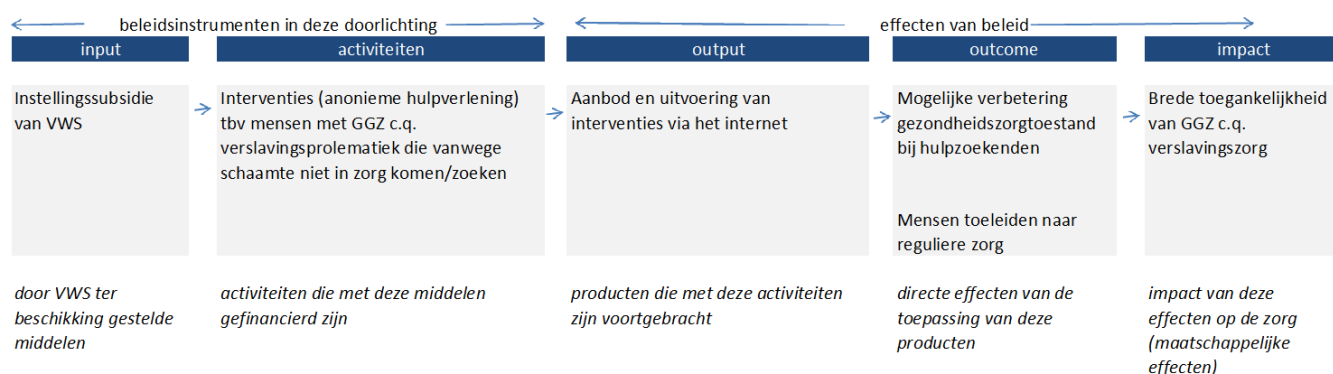 beleidsinstrumenten in deze doorlichting
effecten van beleid
input
activiteiten
output
outcome
impact
Instellingssubsidie
van VWS
Interventies (anonieme hulpverlening)
tbv mensen met GGZ c.q.
verslavingsprolematiek die vanwege
schaamte niet in zorg komen/zoeken
Aanbod en uitvoering van
interventies via het internet
Mogelijke verbetering
gezondheidszorgtoestand
bij hulpzoekenden
Mensen toeleiden naar
reguliere zorg
Brede toegankelijkheid
van GGZ c.q.
verslavingszorg
door VWS ter
beschikking gestelde
middelen
activiteiten die met deze middelen
gefinancierd zijn
producten die met deze activiteiten
zijn voortgebracht
directe effecten van de
toepassing van deze
producten
impact van deze
effecten op de zorg
(maatschappelijke
effecten)